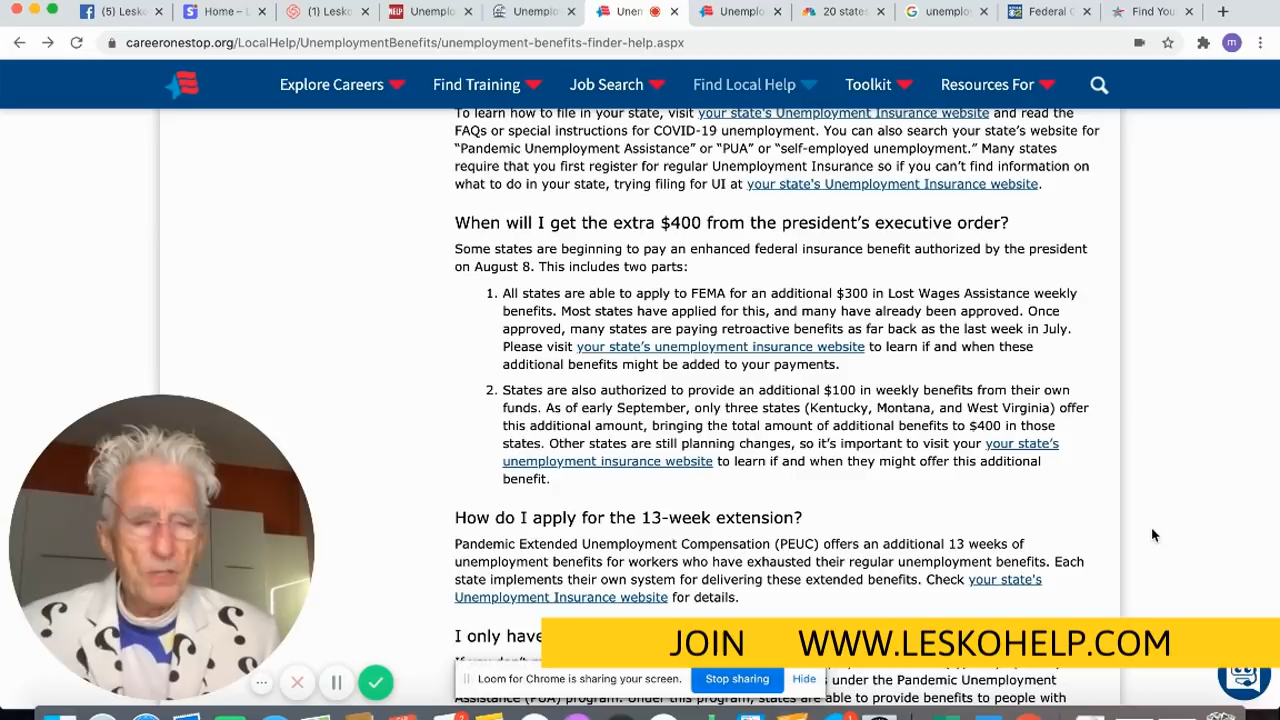 (5) Lesko
Home –
(1) Lesko
HELP Unemplo
Unemplo
Unem
Unemplo
20 states
unemplo
Federal
Find You
careeronestop.org/LocalHelp/UnemploymentBenefits/unemployment-benefits-finder-help.aspx
m
Explore Careers
Find Training
Job Search
Find Local Help
Toolkit
Resources For
To learn how to file in your state, visit your state's Unemployment Insurance website and read the
FAQs or special instructions for COVID-19 unemployment. You can also search your state's website for
"Pandemic Unemployment Assistance" or "PUA" or "self-employed unemployment." Many states
require that you first register for regular Unemployment Insurance so if you can't find information on
what to do in your state, trying filing for UI at your state's Unemployment Insurance website.
When will I get the extra $400 from the president's executive order?
Some states are beginning to pay an enhanced federal insurance benefit authorized by the president
on August 8. This includes two parts:
1. All states are able to apply to FEMA for an additional $300 in Lost Wages Assistance weekly
benefits. Most states have applied for this, and many have already been approved. Once
approved, many states are paying retroactive benefits as far back as the last week in July.
Please visit your state's unemployment insurance website to learn if and when these
additional benefits might be added to your payments.
2. States are also authorized to provide an additional $100 in weekly benefits from their own
funds. As of early September, only three states (Kentucky, Montana, and West Virginia) offer
this additional amount, bringing the total amount of additional benefits to $400 in those
states. Other states are still planning changes, so it's important to visit your your state's
unemployment insurance website to learn if and when they might offer this additional
benefit.
How do I apply for the 13-week extension?
Pandemic Extended Unemployment Compensation (PEUC) offers an additional 13 weeks of
unemployment benefits for workers who have exhausted their regular unemployment benefits. Each
state implements their own system for delivering these extended benefits. Check your state's
Unemployment Insurance website for details.
I only have
JOIN WWW.LESKOHELP.COM
Loom for Chrome is sharing your screen.
Stop sharing
Hide
under the Pandemic Unemployment
Assistance (PUA) program. Under this program, states are able to provide benefits to people with